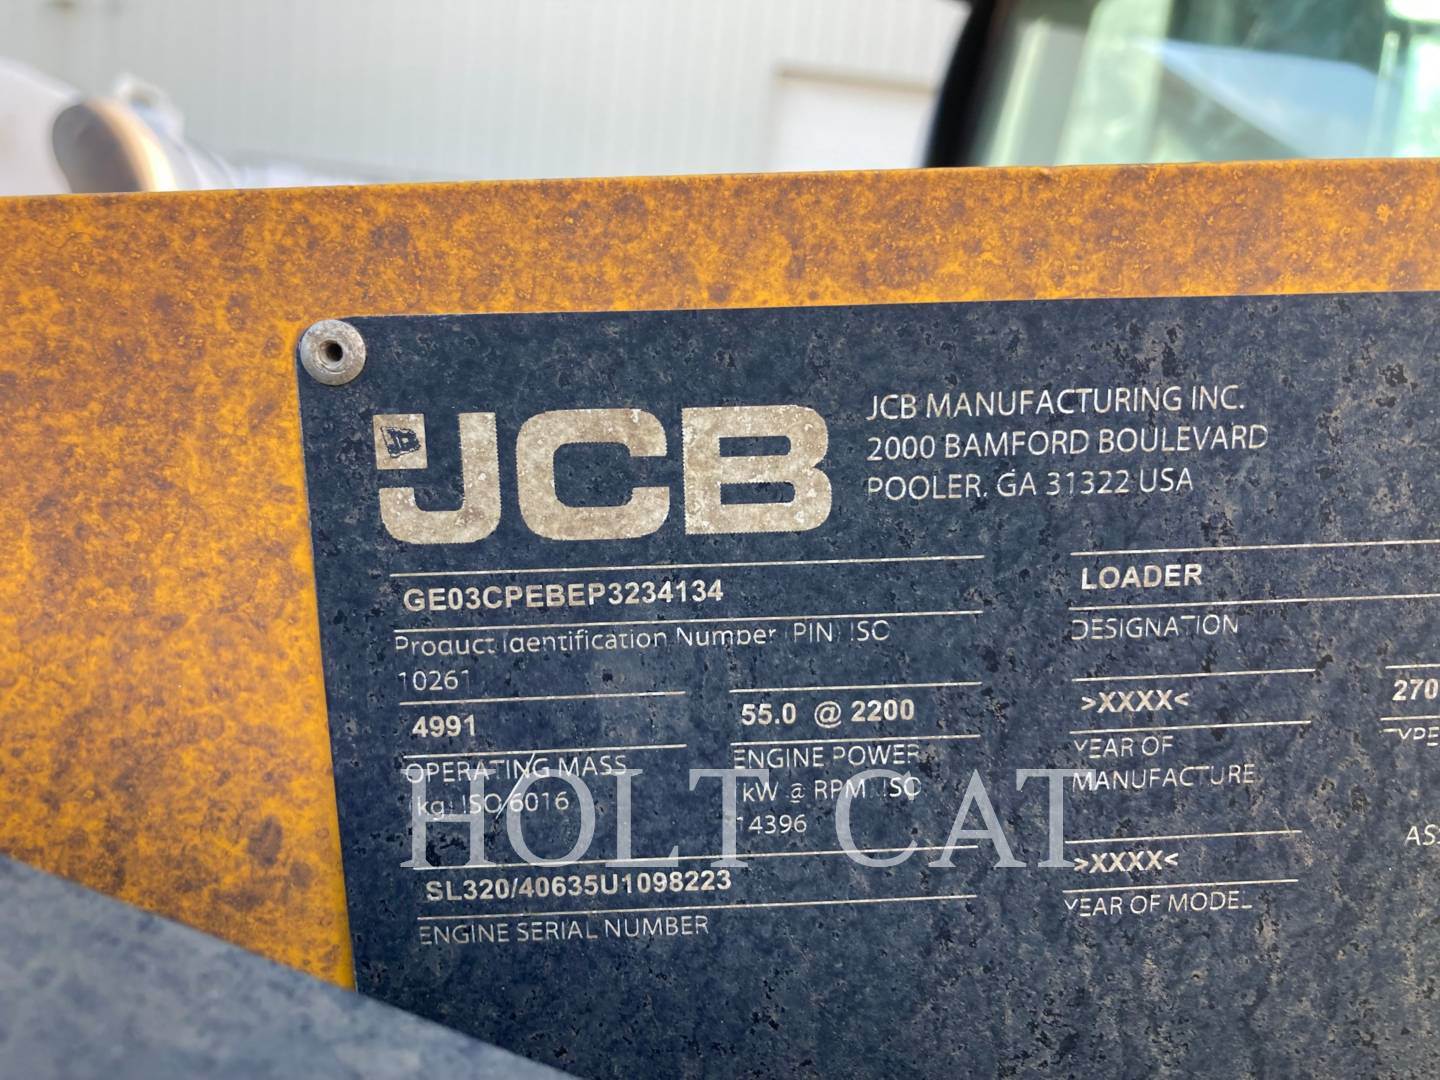 JCB
JCB MANUFACTURING INC.
2000 BAMFORD BOULEVARD
POOLER, GA 31322 USA
GE03CPEBEP3234134
Product Identification Number (PIN) ISO
10261
LOADER
DESIGNATION
4991
OPERATING MASS
(kg) ISO 6016
55.0 @ 2200
ENGINE POWER
kW @ RPM. ISO
14396
>XXXX<
YEAR OF
MANUFACTURE
270
TYPE
SL320/40635U1098223
ENGINE SERIAL NUMBER
>XXXX<
YEAR OF MODEL
HOLT CAT